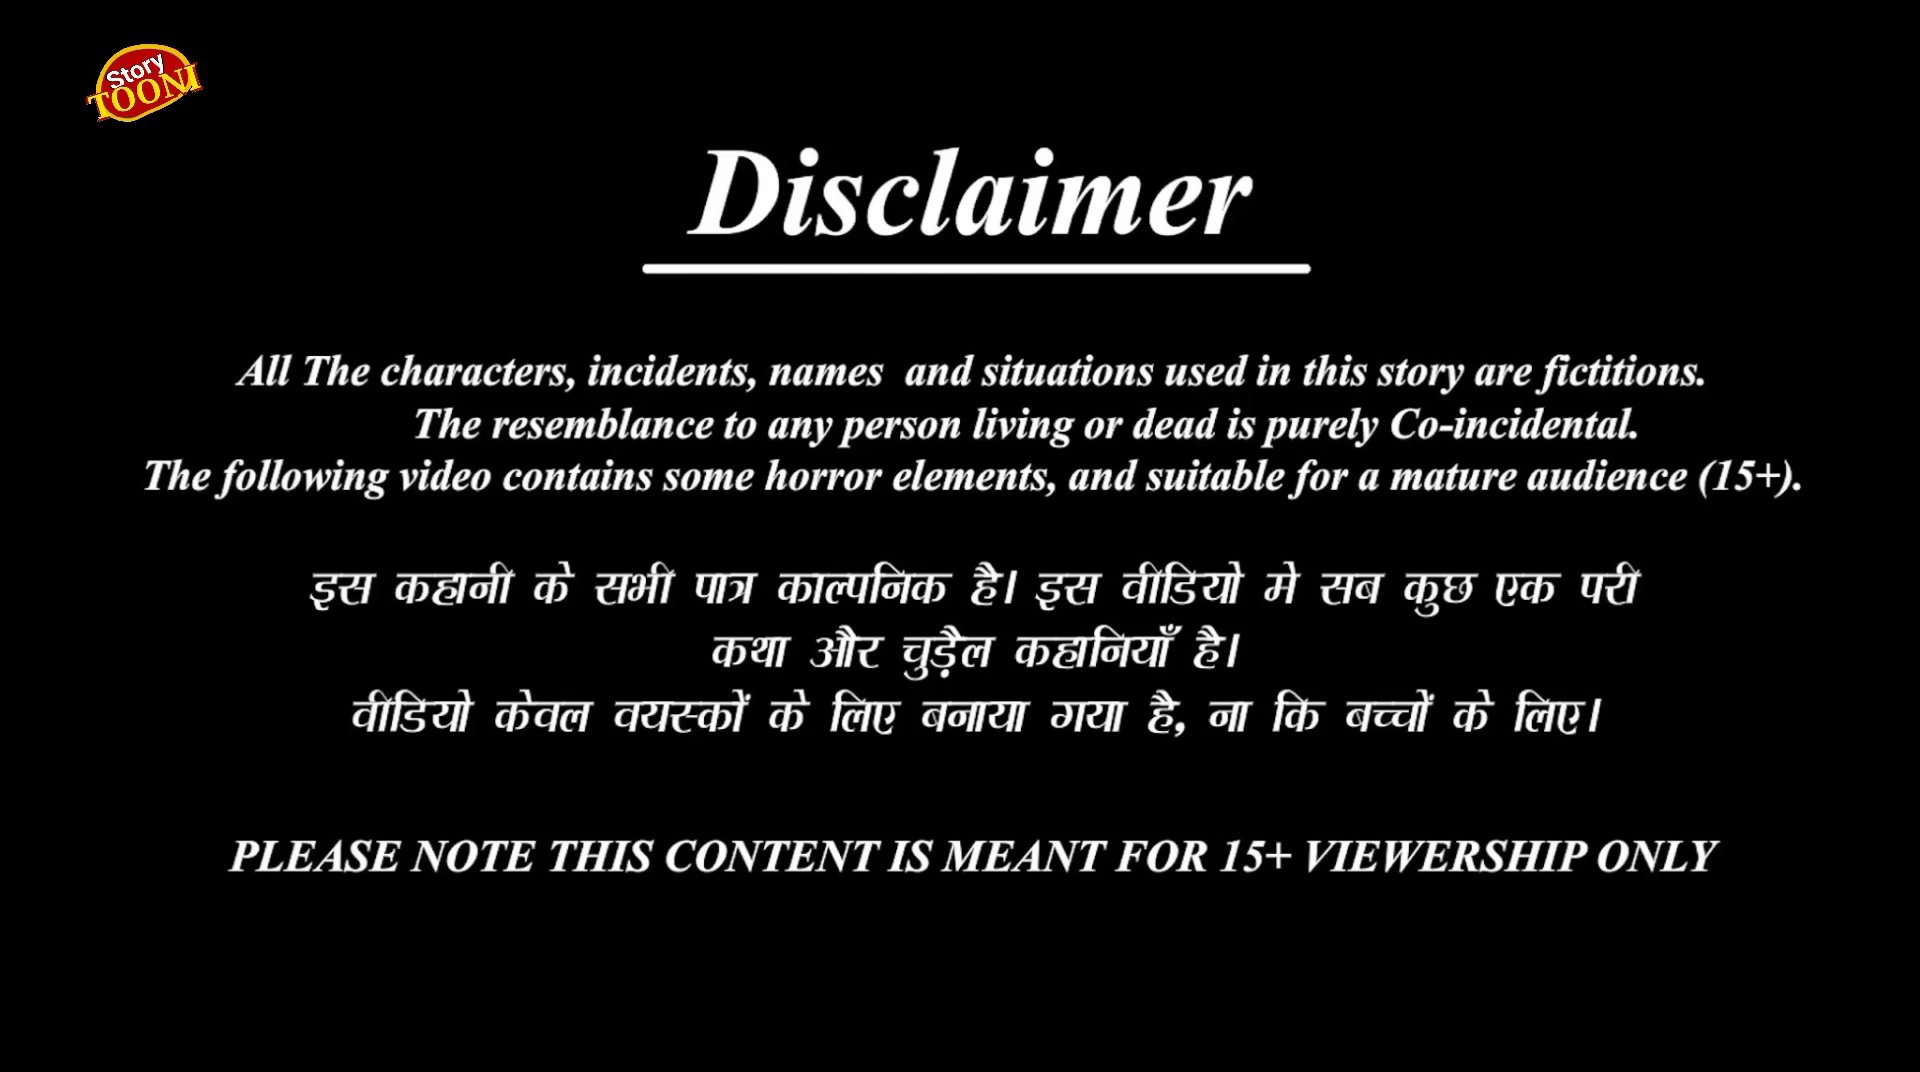 Story
TOONI
Disclaimer
All The characters, incidents, names and situations used in this story are fictitions.
The resemblance to any person living or dead is purely Co-incidental.
The following video contains some horror elements, and suitable for a mature audience (15+).
इस कहानी के सभी पात्र काल्पनिक है। इस वीडियो मे सब कुछ एक परी
कथा और चुड़ैल कहानियाँ है।
वीडियो केवल वयस्कों के लिए बनाया गया है, ना कि बच्चों के लिए।
PLEASE NOTE THIS CONTENT IS MEANT FOR 15+ VIEWERSHIP ONLY